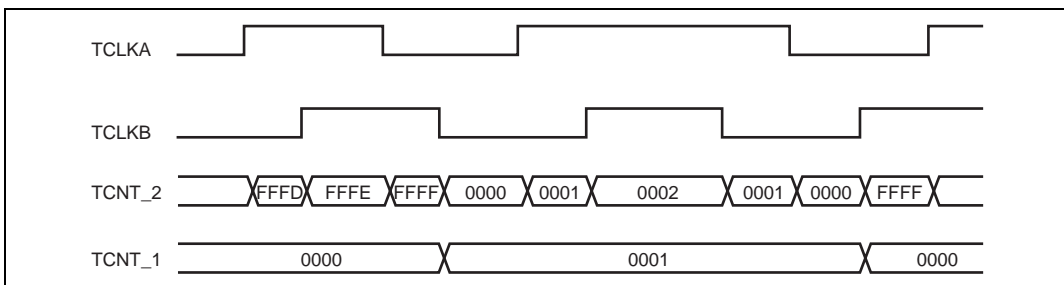 TCLKA
TCLKB
TCNT_2 FFFD FFFE FFFF 0000 0001 0002 0001 0000 FFFF
TCNT_1 0000 0001 0000